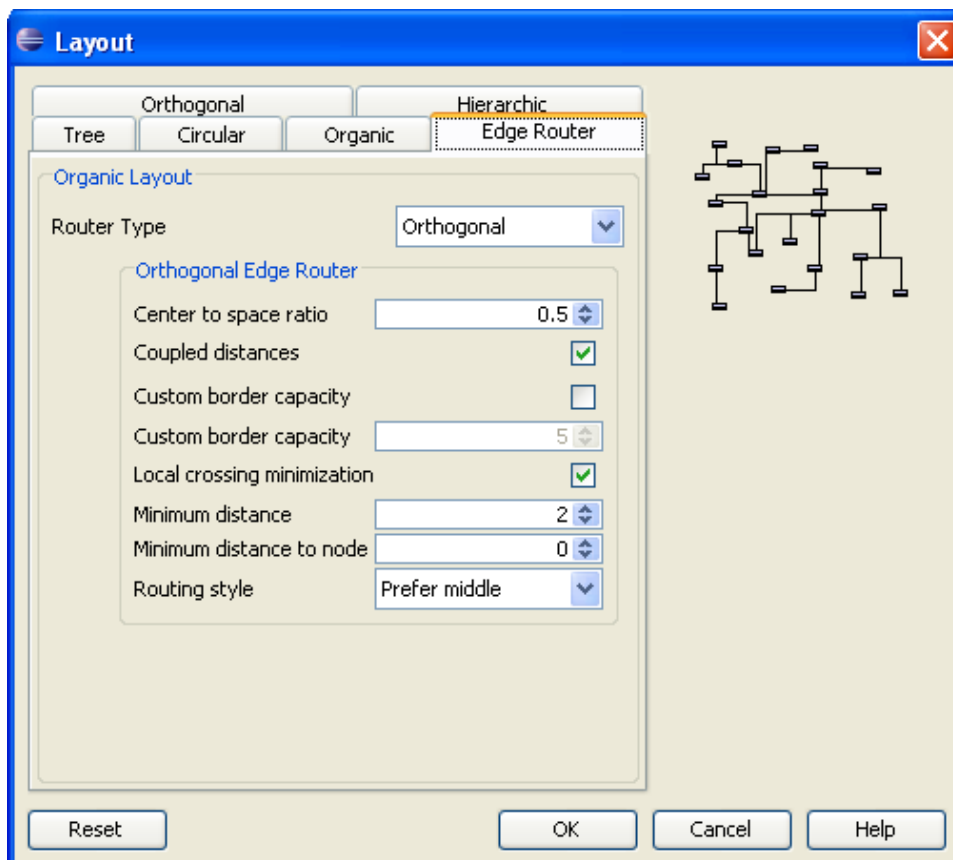 Layout
Orthogonal Hierarchic
Tree Circular Organic Edge Router
Organic Layout
Router Type Orthogonal
Orthogonal Edge Router
Center to space ratio 0.5
Coupled distances
Custom border capacity
Custom border capacity 5
Local crossing minimization
Minimum distance 2
Minimum distance to node 0
Routing style Prefer middle
Reset OK Cancel Help